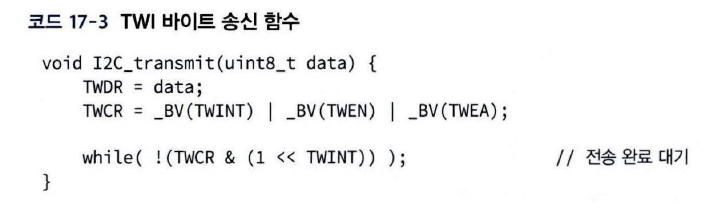 코드 17-3 TWI 바이트 송신 함수
void I2C_transmit(uint8_t data) {
    TWDR = data;
    TWCR = _BV(TWINT) | _BV(TWEN) | _BV(TWEA);

    while( !(TWCR & (1 << TWINT)) );                    // 전송 완료 대기
}